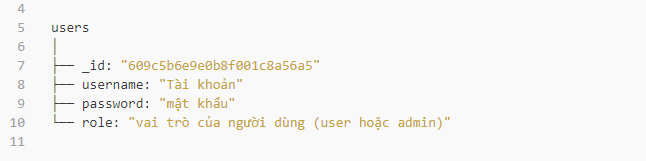 4
5 users
6 │
7 ├── _id: "609c5b6e9e0b8f001c8a56a5"
8 ├── username: "Tài khoản"
9 ├── password: "mật khẩu"
10 └── role: "vai trò của người dùng (user hoặc admin)"
11